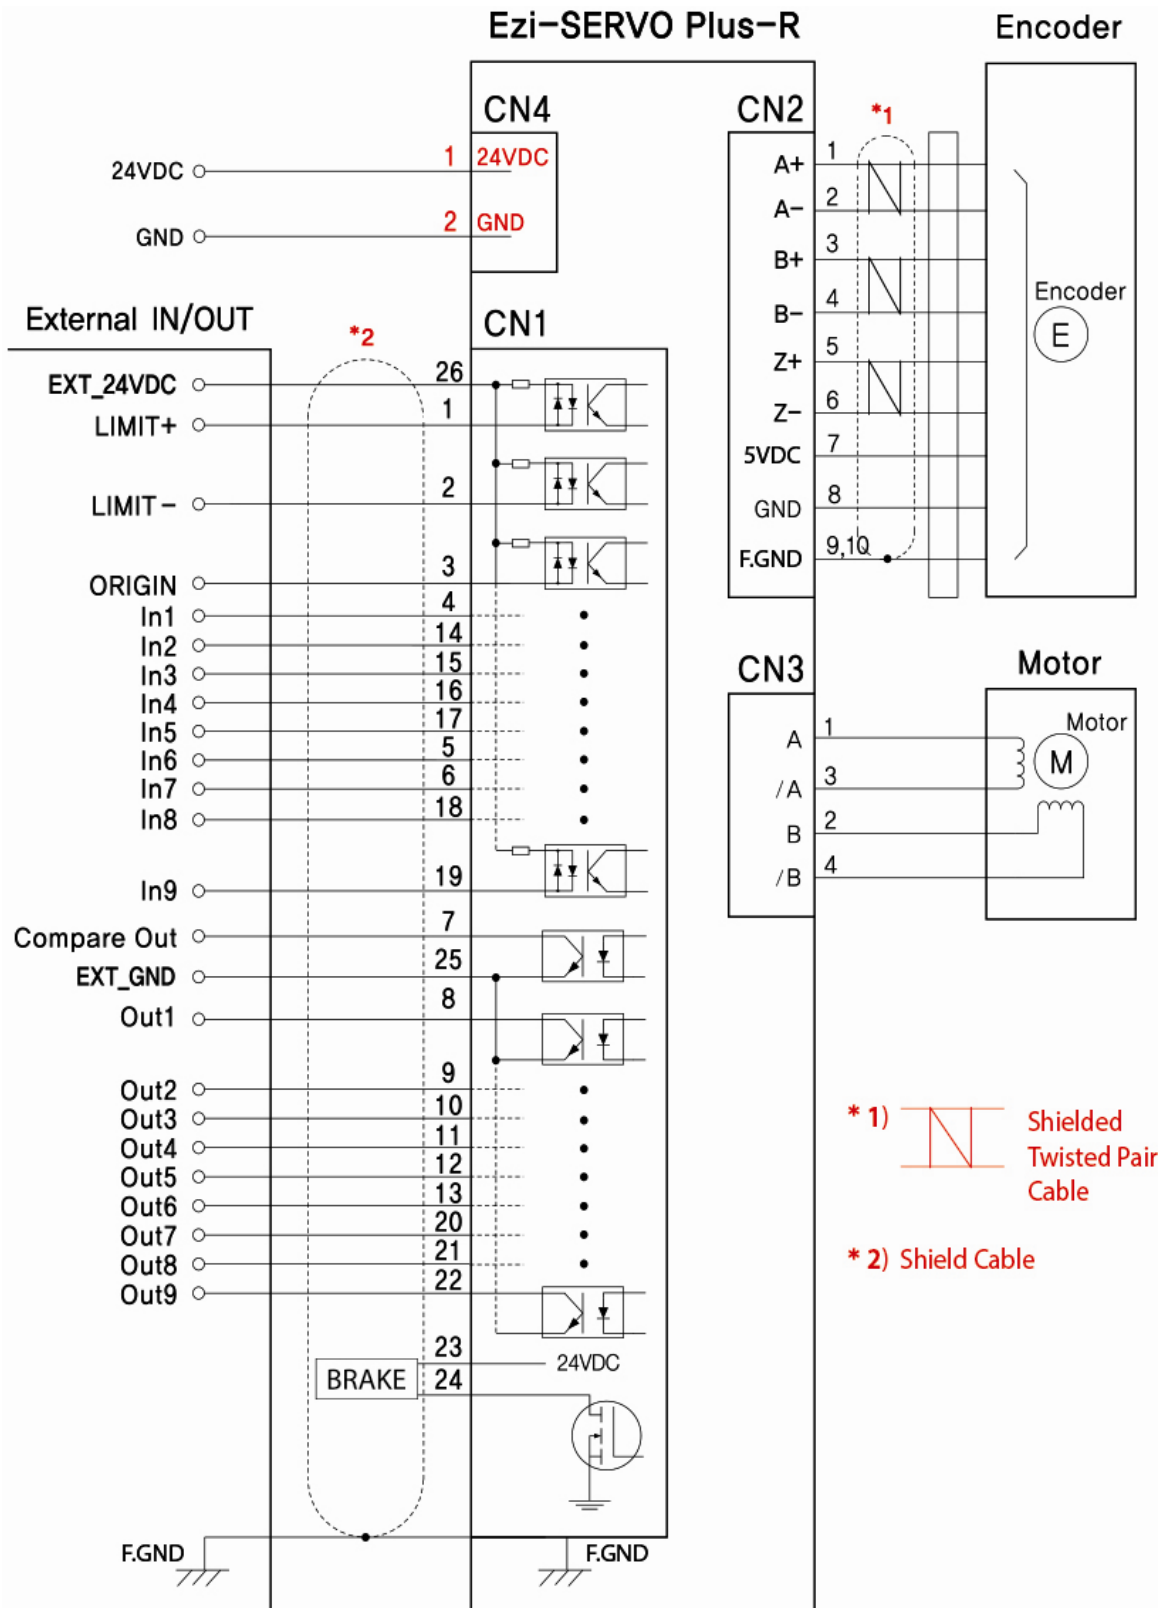 Ezi-SERVO Plus-R
Encoder
CN4
24VDC 1 24VDC
GND 2 GND
CN2
*1
A+ 1
A- 2
B+ 3
B- 4
Z+ 5
Z- 6
5VDC 7
GND 8
F.GND 9,10
Encoder
E
External IN/OUT
*2
CN1
EXT_24VDC 26
LIMIT+ 1
LIMIT- 2
ORIGIN 3
In1 4
In2 14
In3 15
In4 16
In5 17
In6 5
In7 6
In8 18
In9 19
Compare Out 7
EXT_GND 25
Out1 8
Out2 9
Out3 10
Out4 11
Out5 12
Out6 13
Out7 20
Out8 21
Out9 22
BRAKE
23 24VDC
24
F.GND
F.GND
CN3
Motor
A 1
/A 3
B 2
/B 4
Motor
M
* 1) Shielded
Twisted Pair
Cable
* 2) Shield Cable